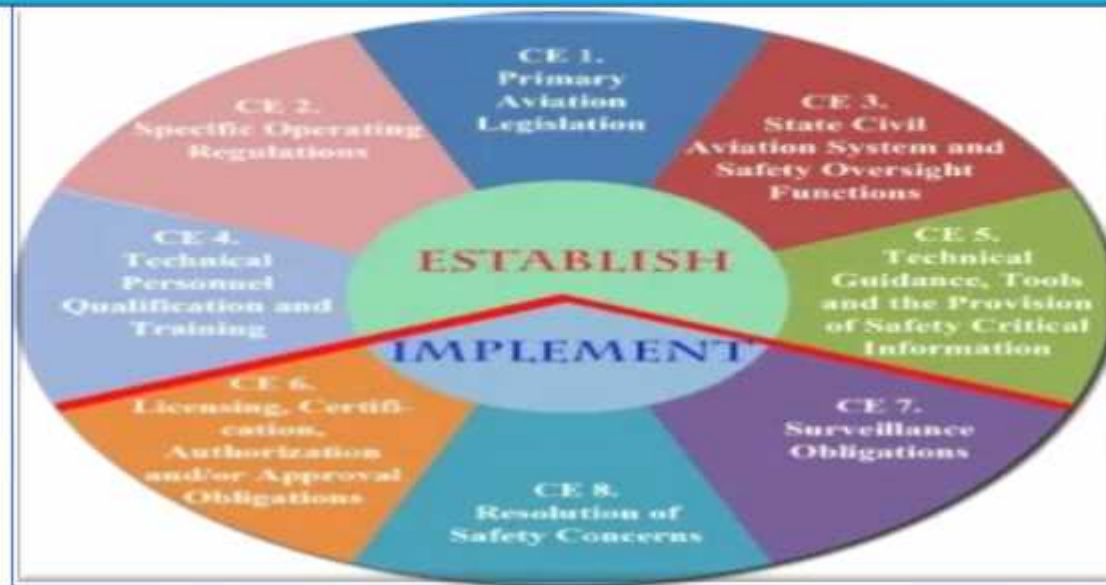 CE 1.
Primary
Aviation
Legislation
CE 2.
Specific Operating
Regulations
CE 3.
State Civil
Aviation System and
Safety Oversight
Functions
CE 4.
Technical
Personnel
Qualification and
Training
ESTABLISH
CE 5.
Technical
Guidance, Tools
and the Provision
of Safety Critical
Information
IMPLEMENT
CE 6.
Licensing, Certifi-
cation,
Authorization
and/or Approval
Obligations
CE 7.
Surveillance
Obligations
CE 8.
Resolution of
Safety Concerns